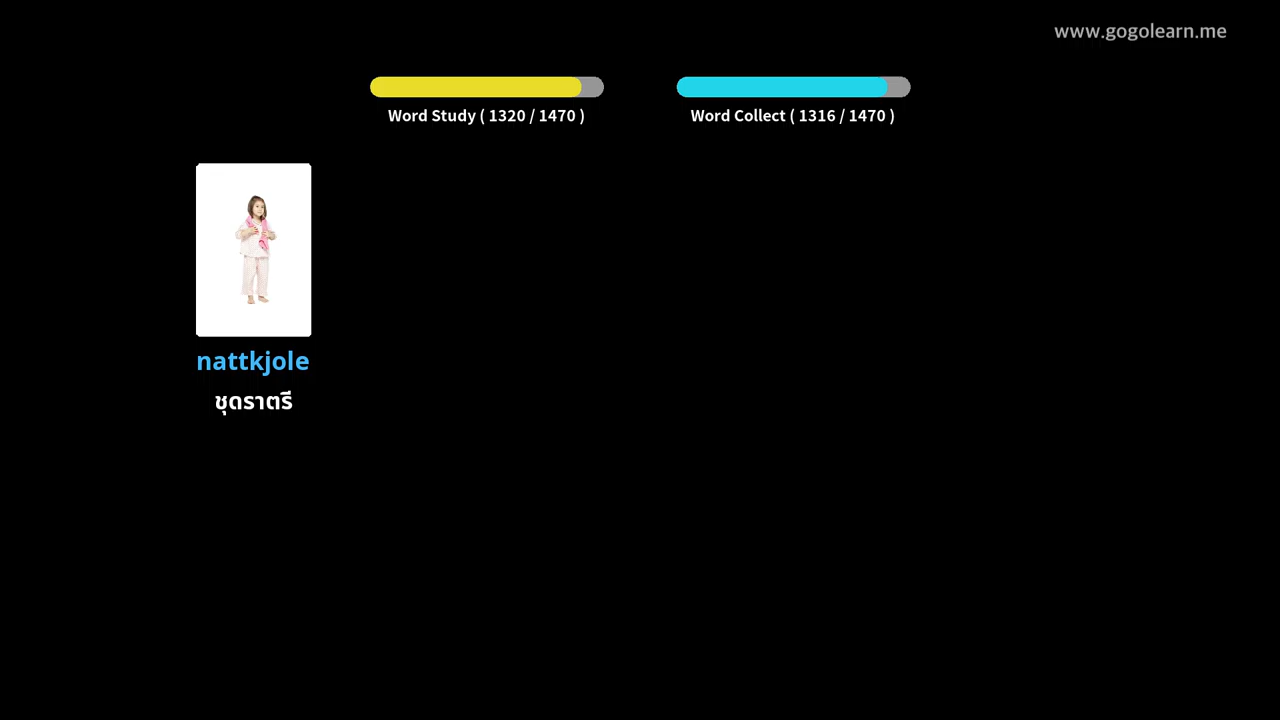 www.gogolearn.me
Word Study ( 1320 / 1470 )
Word Collect ( 1316 / 1470 )
nattkjole
ชุดราตรี